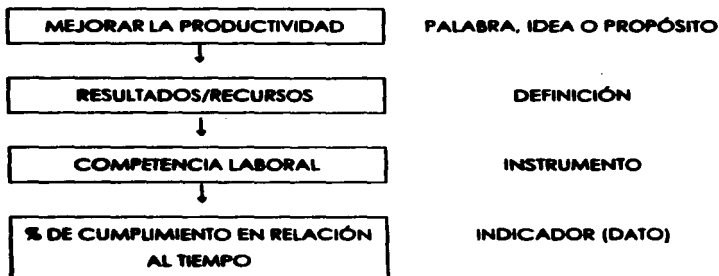 MEJORAR LA PRODUCTIVIDAD PALABRA, IDEA O PROPÓSITO
RESULTADOS/RECURSOS DEFINICIÓN
COMPETENCIA LABORAL INSTRUMENTO
% DE CUMPLIMIENTO EN RELACIÓN INDICADOR (DATO)
AL TIEMPO